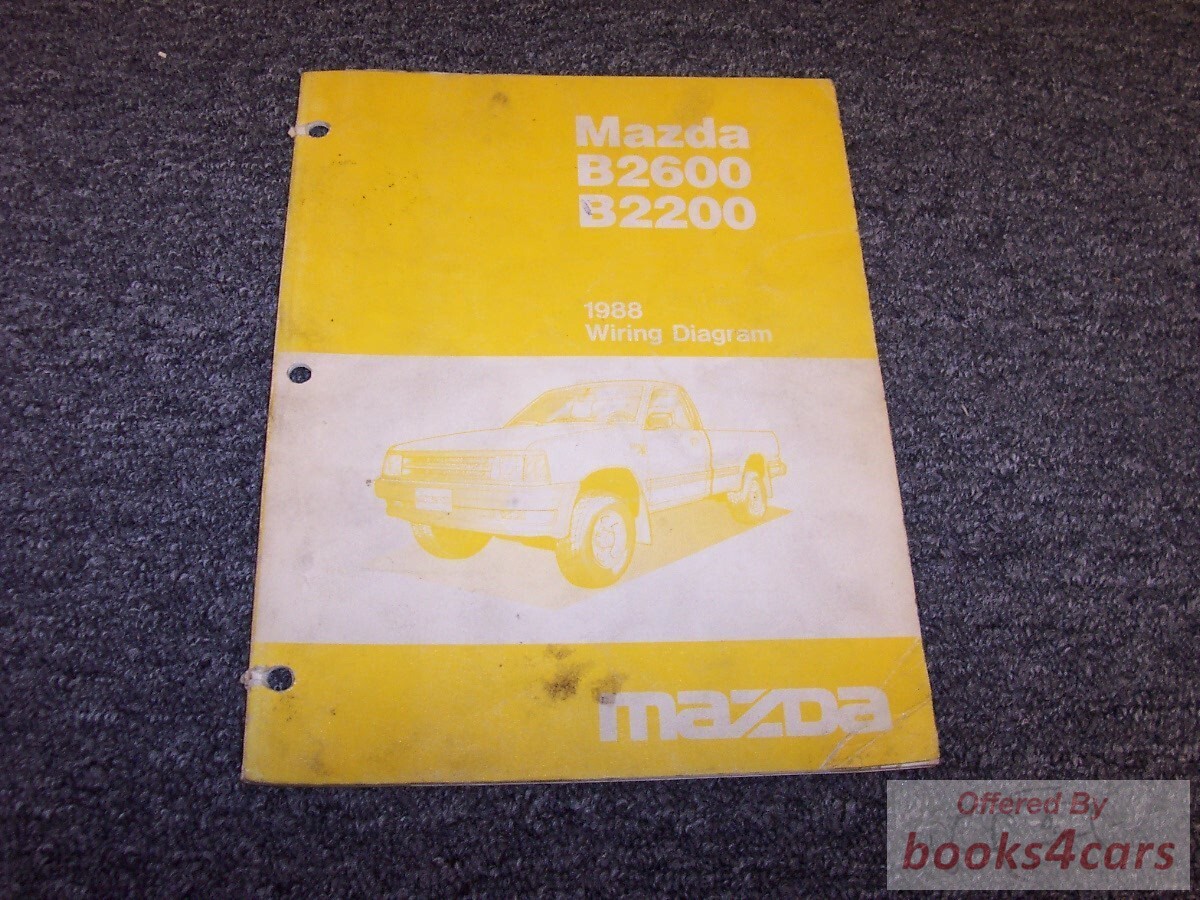 Mazda
B2600
B2200
1988
Wiring Diagram
mazda
Offered By
books4cars